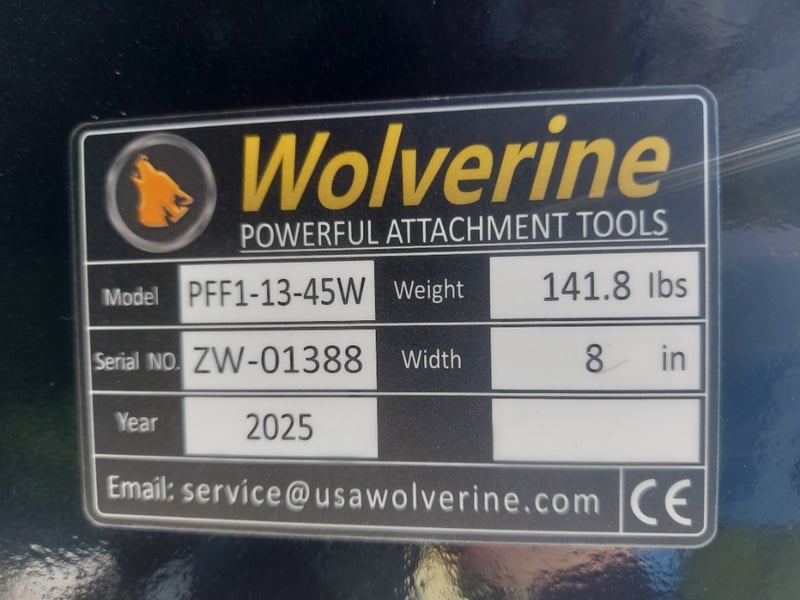 Wolverine
POWERFUL ATTACHMENT TOOLS
Model PFF1-13-45W Weight 141.8 lbs
Serial NO. ZW-01388 Width 8 in
Year 2025
Email: service@usawolverine.com CE